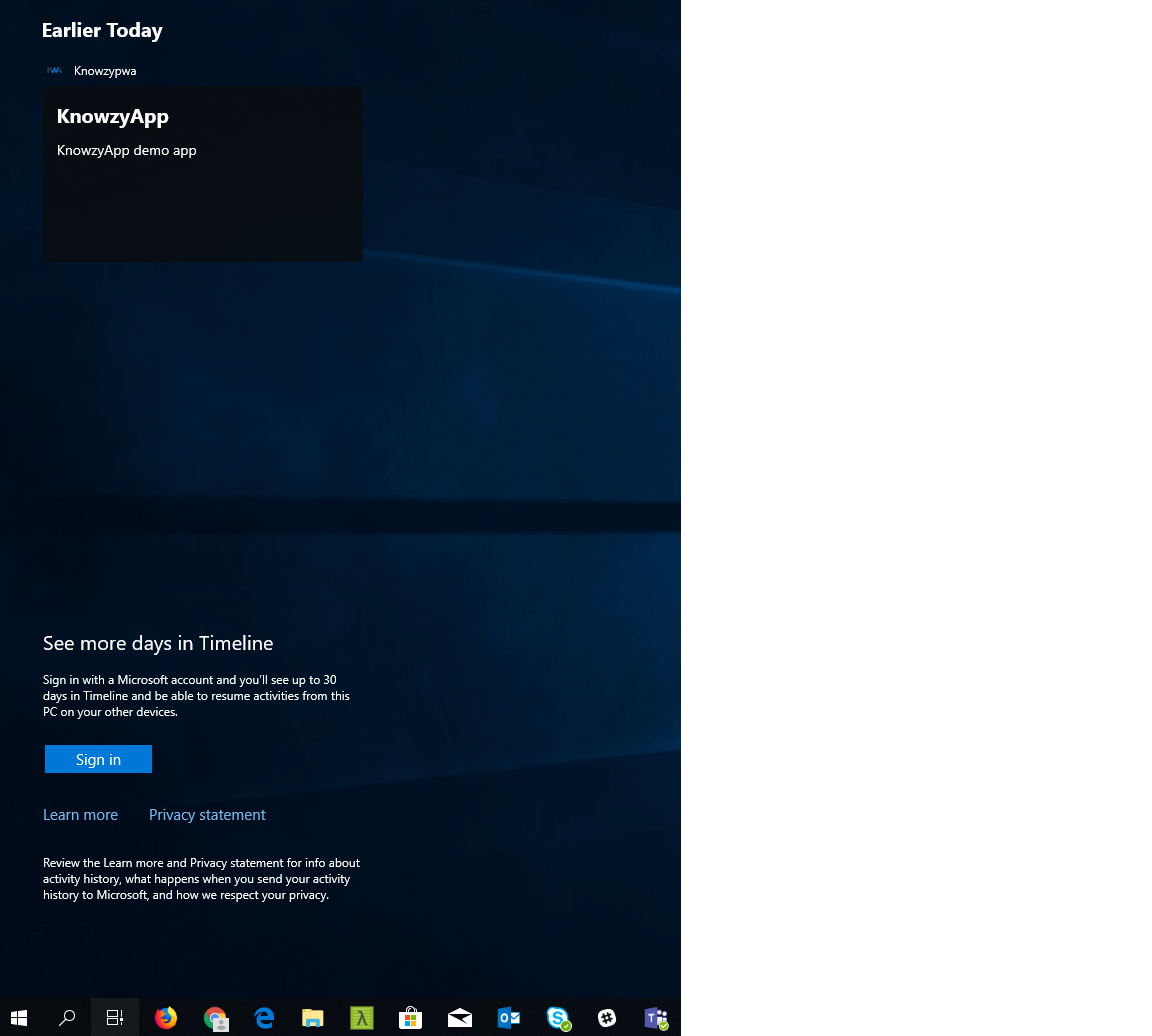 Earlier Today
Knowzypwa
KnowzyApp
KnowzyApp demo app
See more days in Timeline
Sign in with a Microsoft account and you'll see up to 30
days in Timeline and be able to resume activities from this
PC on your other devices.
Sign in
Learn more Privacy statement
Review the Learn more and Privacy statement for info about
activity history, what happens when you send your activity
history to Microsoft, and how we respect your privacy.